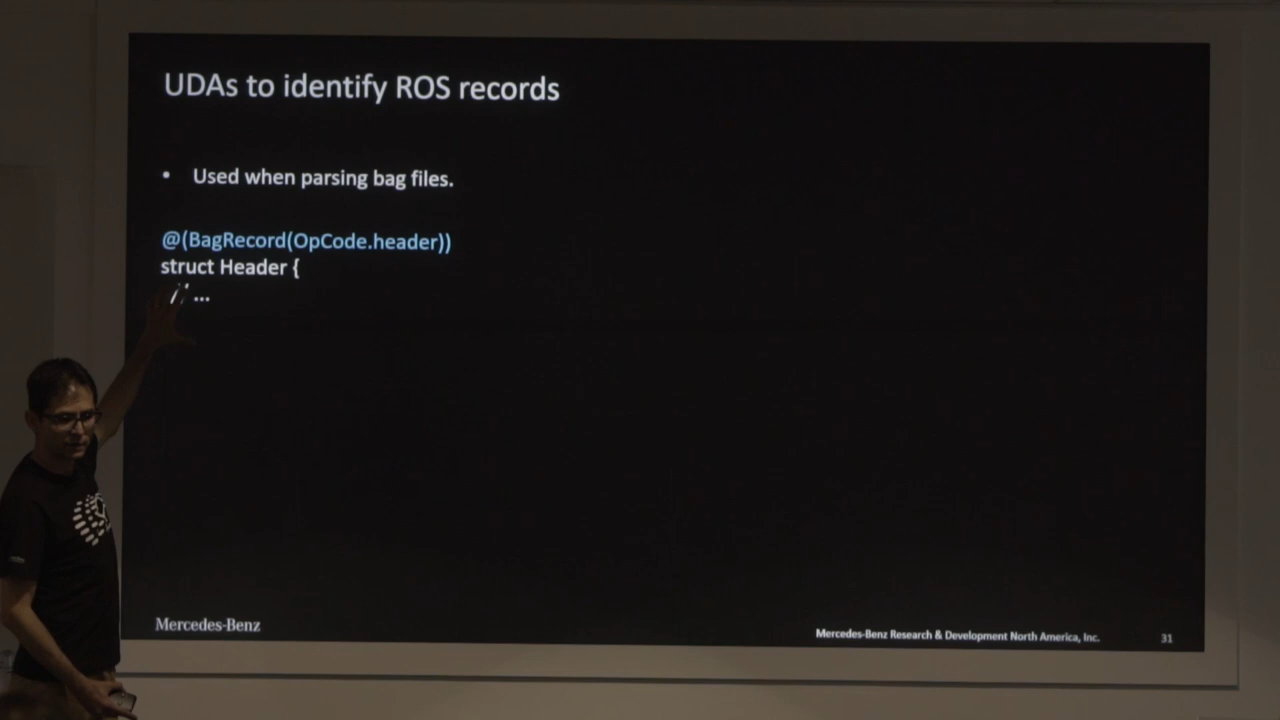 UDAs to identify ROS records
• Used when parsing bag files.
@(BagRecord(OpCode.header))
struct Header {
// ...
Mercedes-Benz
Mercedes-Benz Research & Development North America, Inc.
31